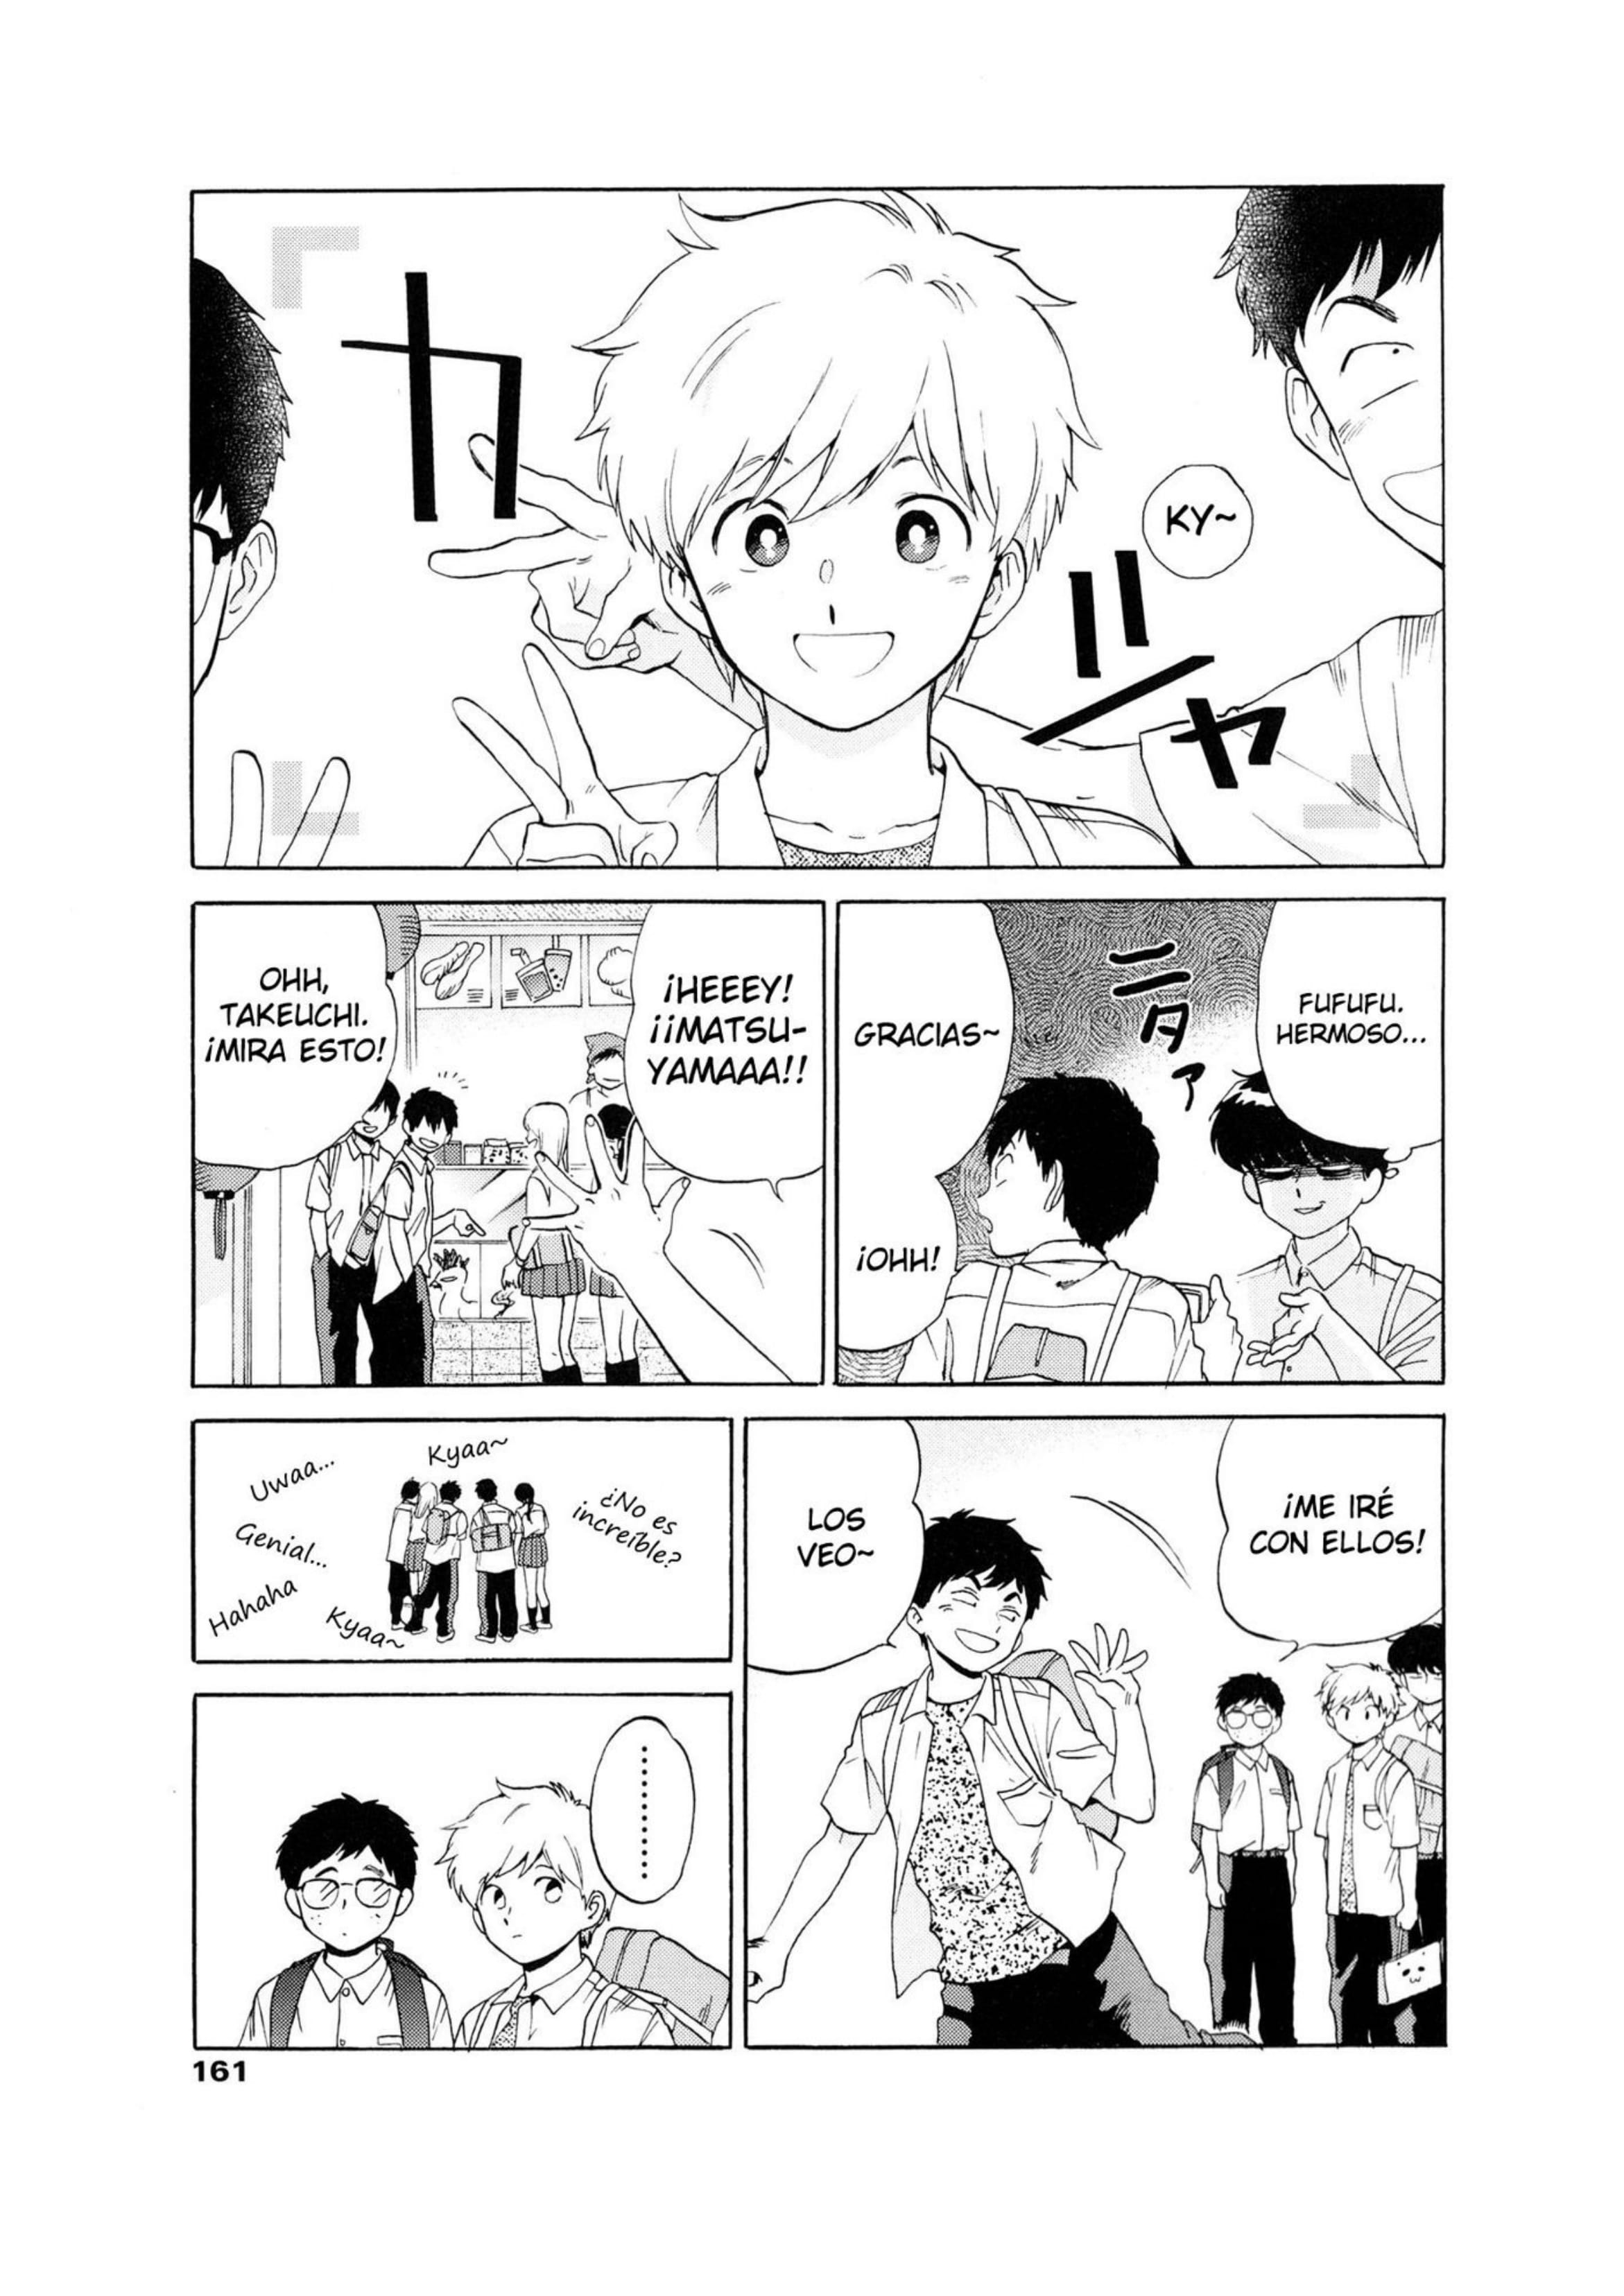 カ
シャ
KY~
FUFUFU.
HERMOSO...
ニタァ
GRACIAS~
¡OHH!
¡HEEEY!
¡¡MATSU-
YAMAAA!!
OHH,
TAKEUCHI.
¡MIRA ESTO!
¡ME IRÉ
CON ELLOS!
LOS
VEO~
Kyaa~
Uwaa...
¿No es
increíble?
Genial...
Hahaha
Kyaa~
.........
161